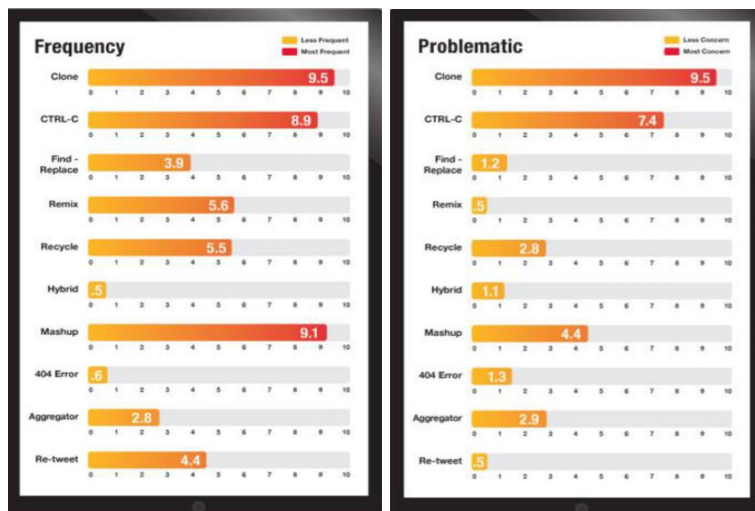 Frequency
Less Frequent
Most Frequent
Clone
9.5
0 1 2 3 4 5 6 7 8 9 10
CTRL-C
8.9
0 1 2 3 4 5 6 7 8 9 10
Find -
Replace
3.9
0 1 2 3 4 5 6 7 8 9 10
Remix
5.6
0 1 2 3 4 5 6 7 8 9 10
Recycle
5.5
0 1 2 3 4 5 6 7 8 9 10
Hybrid
.5
0 1 2 3 4 5 6 7 8 9 10
Mashup
9.1
0 1 2 3 4 5 6 7 8 9 10
404 Error
.6
0 1 2 3 4 5 6 7 8 9 10
Aggregator
2.8
0 1 2 3 4 5 6 7 8 9 10
Re-tweet
4.4
0 1 2 3 4 5 6 7 8 9 10
Problematic
Less Concern
Most Concern
Clone
9.5
0 1 2 3 4 5 6 7 8 9 10
CTRL-C
7.4
0 1 2 3 4 5 6 7 8 9 10
Find -
Replace
1.2
0 1 2 3 4 5 6 7 8 9 10
Remix
.5
0 1 2 3 4 5 6 7 8 9 10
Recycle
2.8
0 1 2 3 4 5 6 7 8 9 10
Hybrid
1.1
0 1 2 3 4 5 6 7 8 9 10
Mashup
4.4
0 1 2 3 4 5 6 7 8 9 10
404 Error
1.3
0 1 2 3 4 5 6 7 8 9 10
Aggregator
2.9
0 1 2 3 4 5 6 7 8 9 10
Re-tweet
.5
0 1 2 3 4 5 6 7 8 9 10